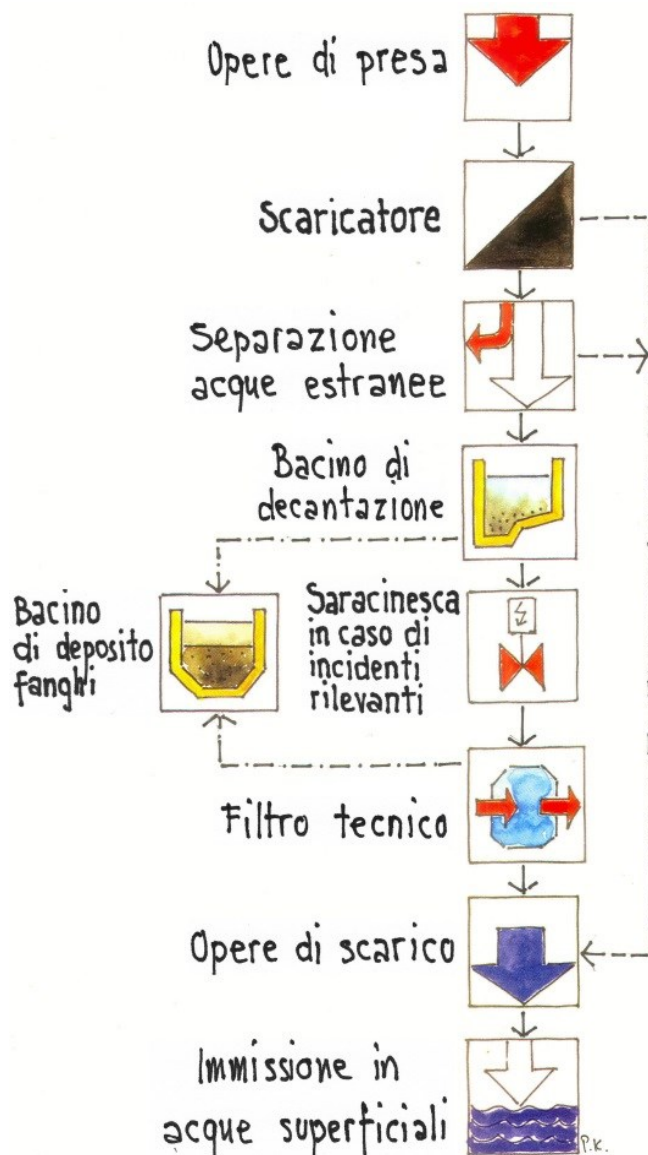 Opere di presa
Scaricatore
Separazione
acque estranee
Bacino di
decantazione
Bacino
di deposito
fanghi
Saracinesca
in caso di
incidenti
rilevanti
Filtro tecnico
Opere di scarico
Immissione in
acque superficiali
P.K.